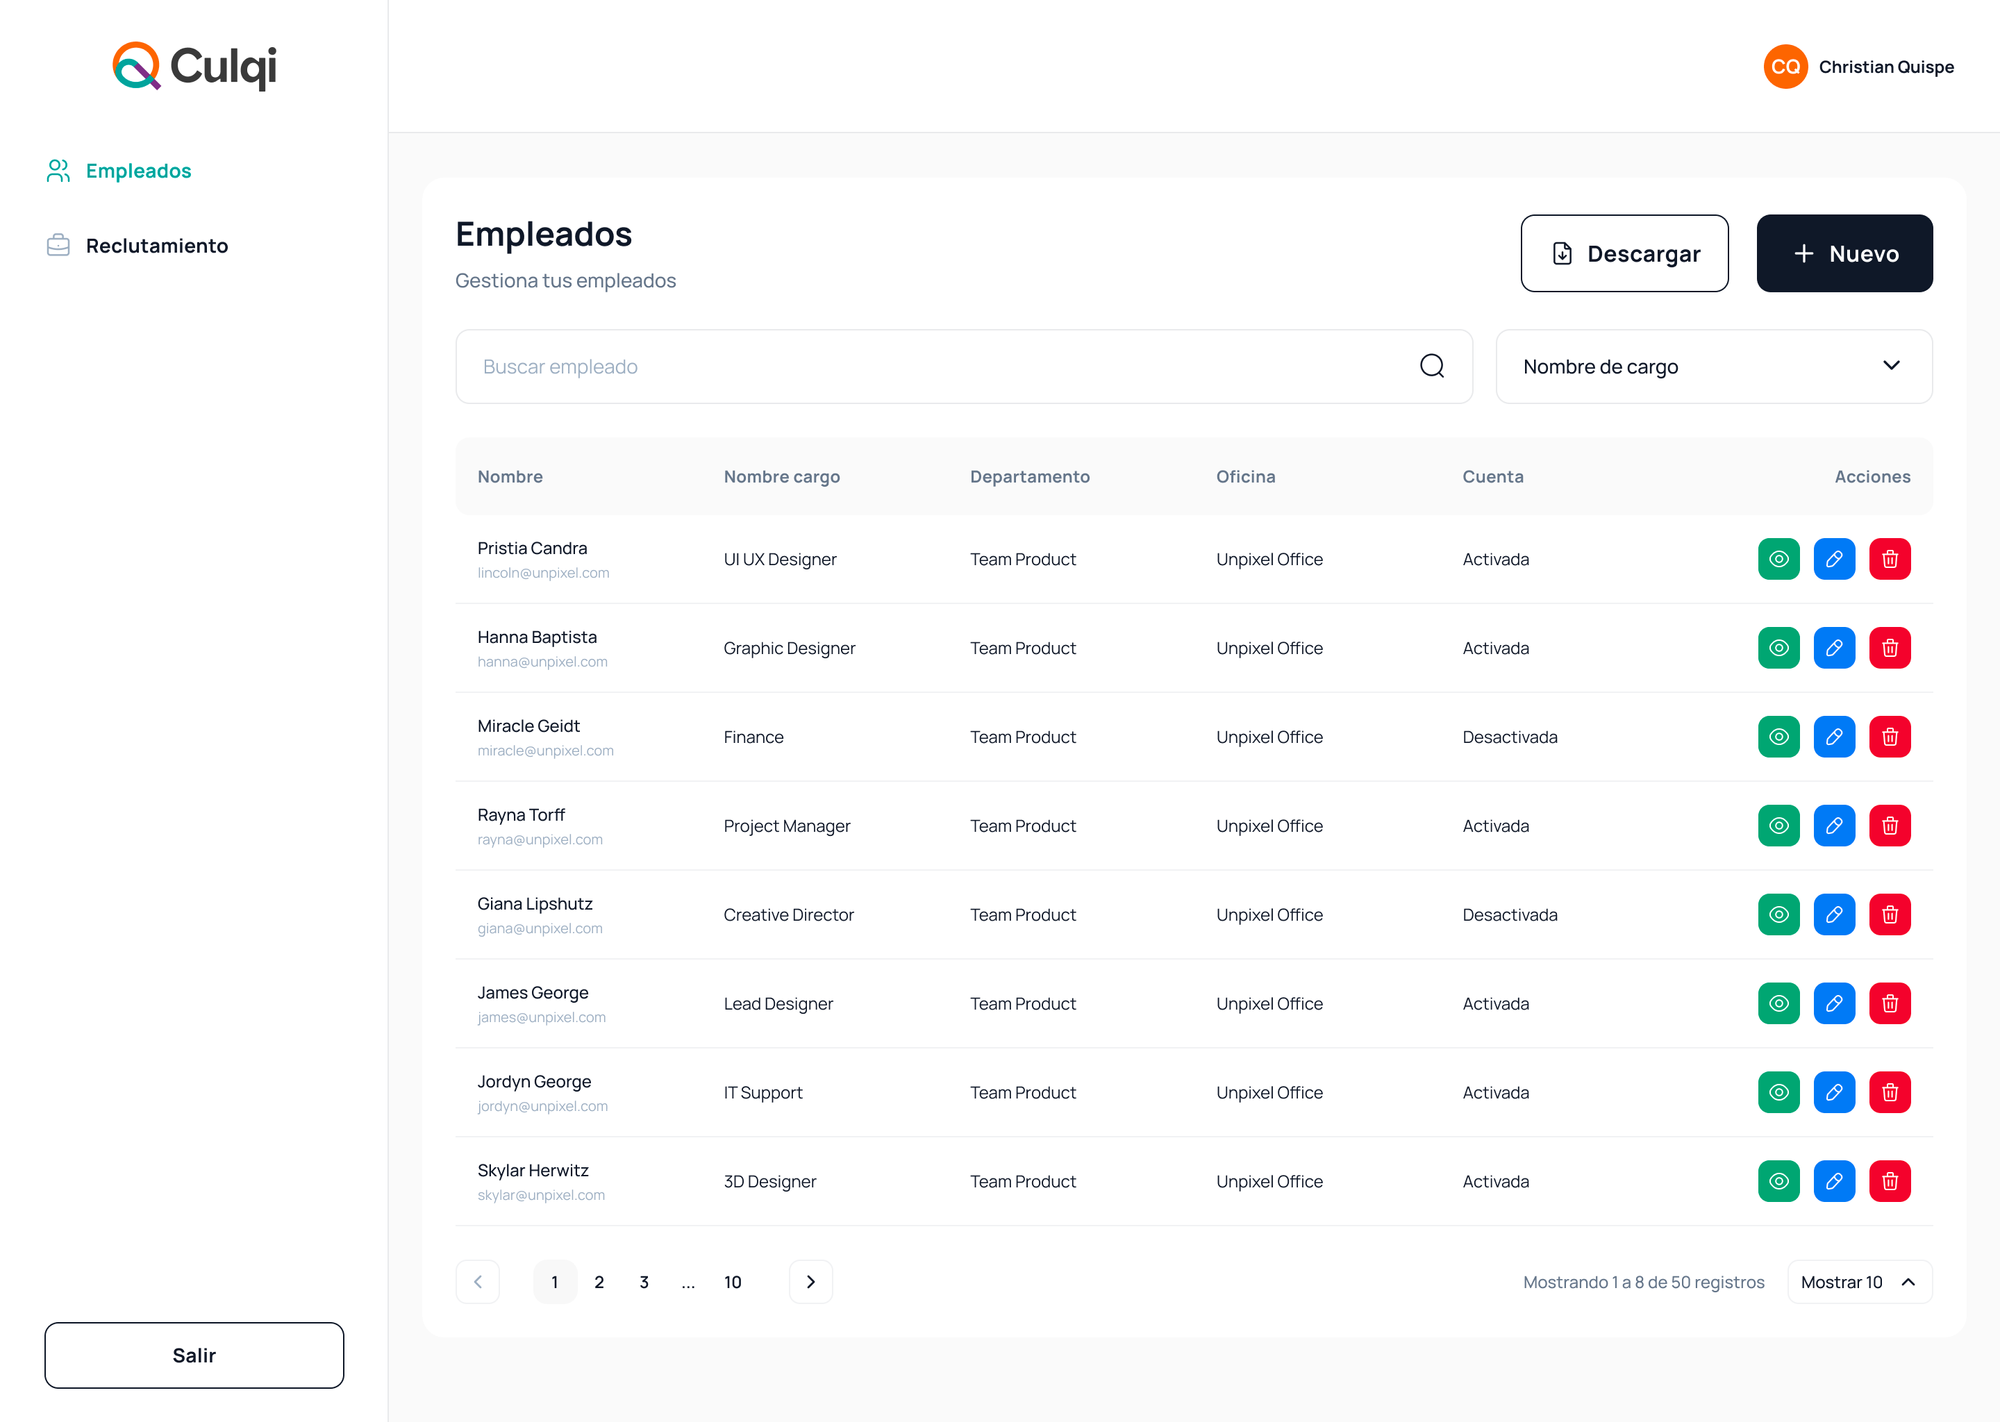 Culqi
CQ
Christian Quispe
Empleados
Reclutamiento
Salir
Empleados
Gestiona tus empleados
Descargar
Nuevo
Buscar empleado
Nombre de cargo
Nombre Nombre cargo Departamento Oficina Cuenta Acciones
Pristia Candra
lincoln@unpixel.com
UI UX Designer Team Product Unpixel Office Activada
Hanna Baptista
hanna@unpixel.com
Graphic Designer Team Product Unpixel Office Activada
Miracle Geidt
miracle@unpixel.com
Finance Team Product Unpixel Office Desactivada
Rayna Torff
rayna@unpixel.com
Project Manager Team Product Unpixel Office Activada
Giana Lipshutz
giana@unpixel.com
Creative Director Team Product Unpixel Office Desactivada
James George
james@unpixel.com
Lead Designer Team Product Unpixel Office Activada
Jordyn George
jordyn@unpixel.com
IT Support Team Product Unpixel Office Activada
Skylar Herwitz
skylar@unpixel.com
3D Designer Team Product Unpixel Office Activada
1 2 3 ... 10
Mostrando 1 a 8 de 50 registros
Mostrar 10